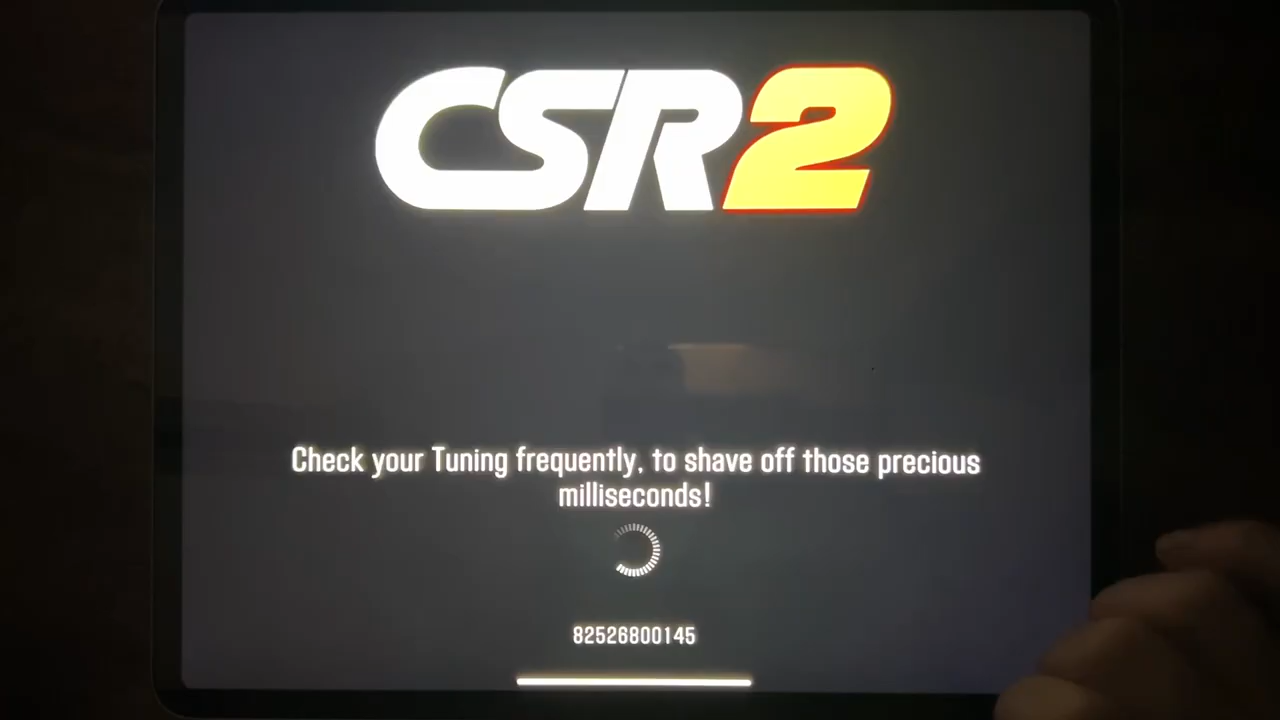 CSR2
Check your Tuning frequently, to shave off those precious
milliseconds!
82526800145